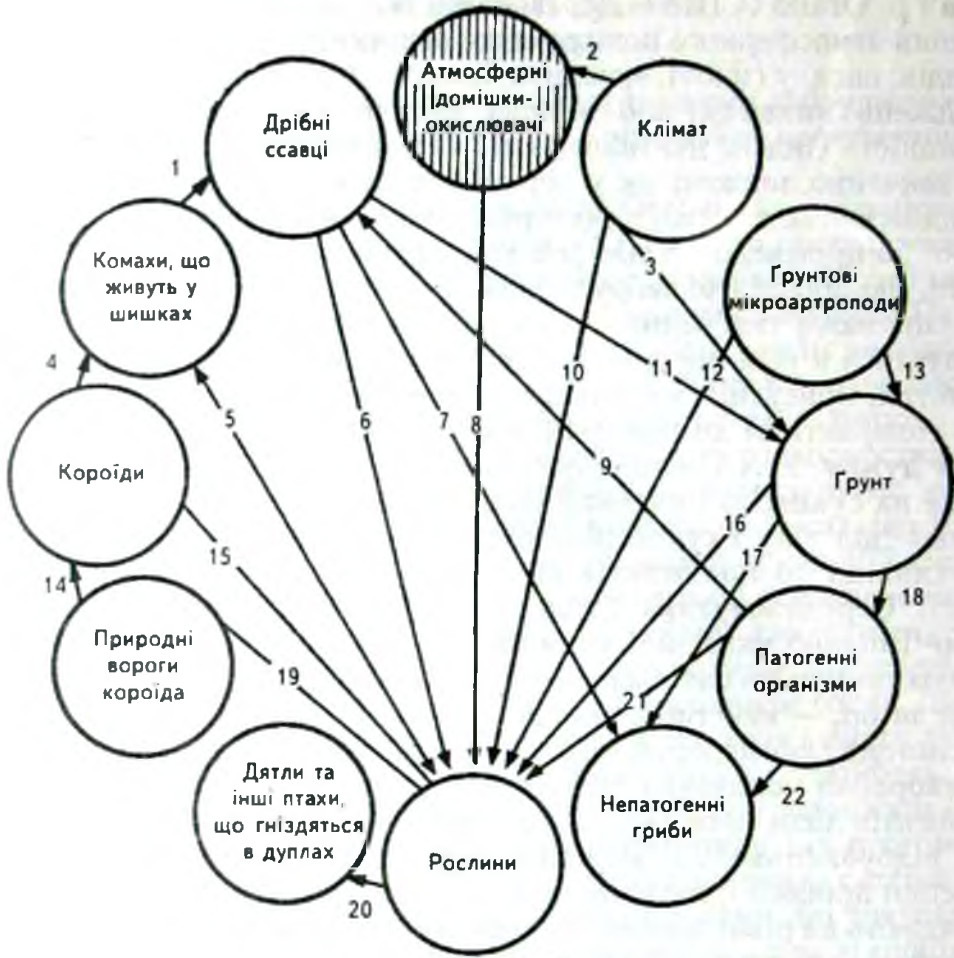 2
Атмосферні
домішки-
окислювачі
Клімат
Дрібні
ссавці
1
Комахи, що
живуть у
шишках
3
Ґрунтові
мікроартроподи
4
5
6
7
8
9
10
11
12
13
Короїди
Ґрунт
14
15
16
17
18
Природні
вороги
короїда
19
Патогенні
організми
21
22
Дятли та
інші птахи,
що гніздяться
в дуплах
20
Рослини
Непатогенні
гриби